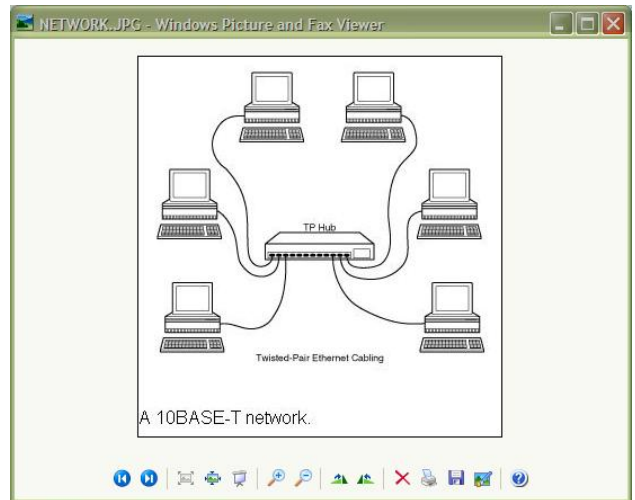 NETWORK.JPG - Windows Picture and Fax Viewer
TP Hub
Twisted-Pair Ethernet Cabling
A 10BASE-T network.